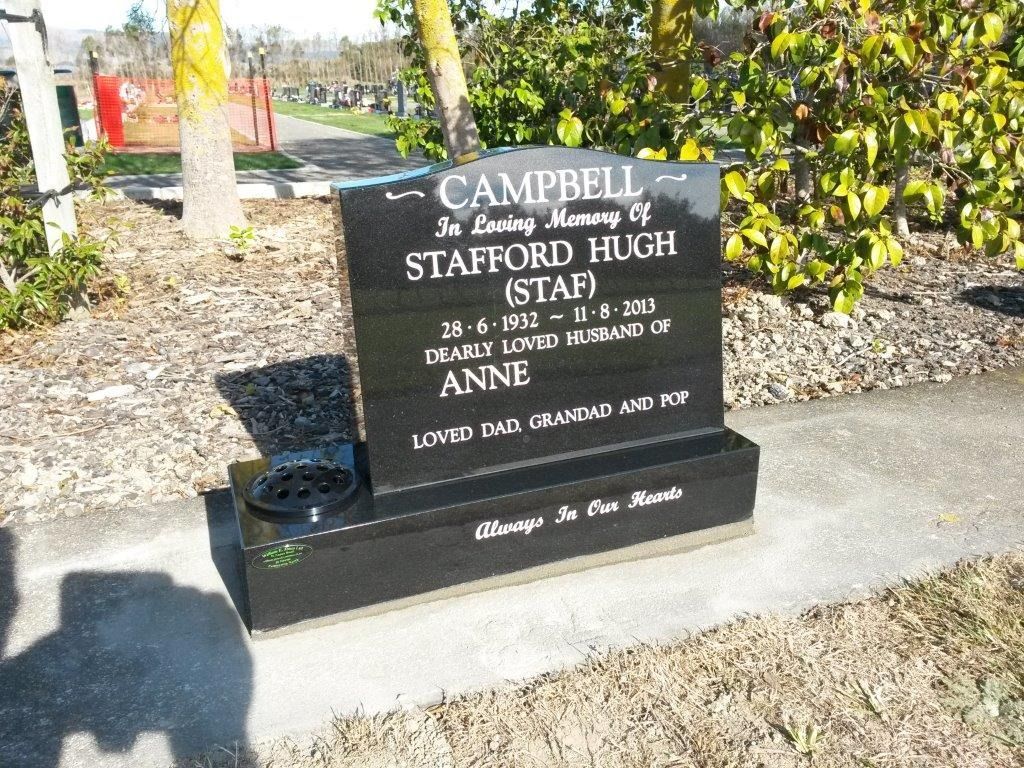 ~ CAMPBELL ~
In Loving Memory Of
STAFFORD HUGH
(STAF)
28·6·1932 ~ 11·8·2013
DEARLY LOVED HUSBAND OF
ANNE
LOVED DAD, GRANDAD AND POP
Always In Our Hearts